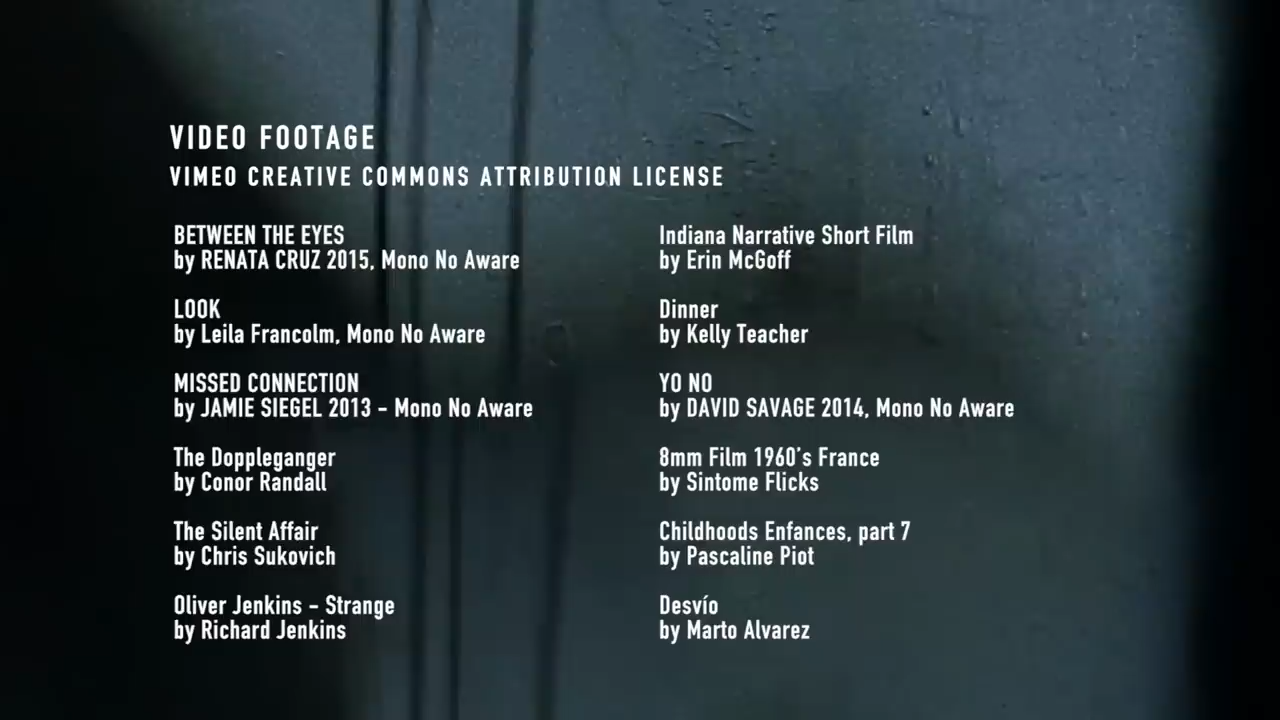 VIDEO FOOTAGE
VIMEO CREATIVE COMMONS ATTRIBUTION LICENSE
BETWEEN THE EYES
by RENATA CRUZ 2015, Mono No Aware
LOOK
by Leila Francolm, Mono No Aware
MISSED CONNECTION
by JAMIE SIEGEL 2013 - Mono No Aware
The Doppleganger
by Conor Randall
The Silent Affair
by Chris Sukovich
Oliver Jenkins - Strange
by Richard Jenkins
Indiana Narrative Short Film
by Erin McGoff
Dinner
by Kelly Teacher
YO NO
by DAVID SAVAGE 2014, Mono No Aware
8mm Film 1960's France
by Sintome Flicks
Childhoods Enfances, part 7
by Pascaline Piot
Desvío
by Marto Alvarez